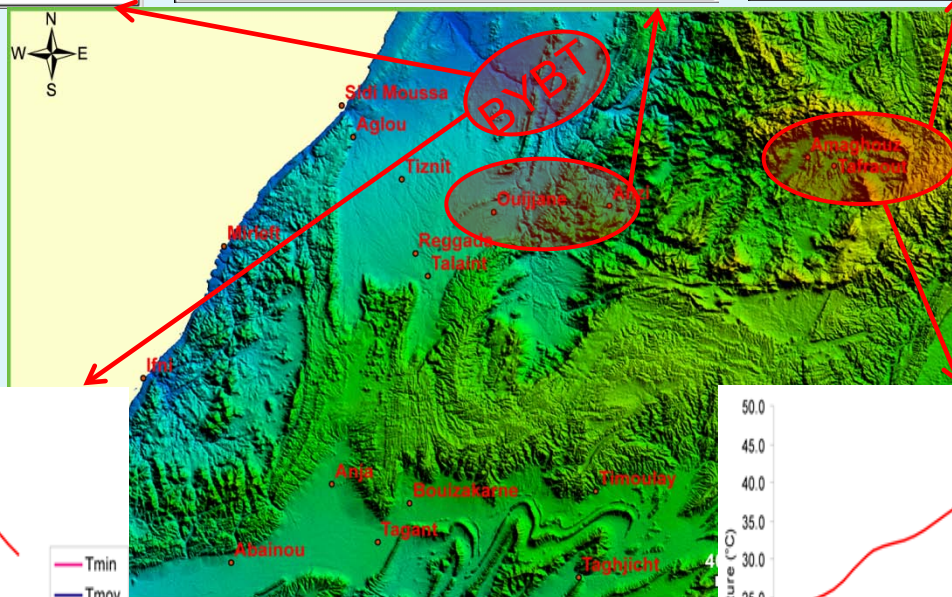 N
W E
S
BYBT
Sidi Moussa
Aglou
Tiznit
Ouijjane
Amaghouz
Tafraout
Mirleft
Reggada
Talaint
Ifni
Anja
Bouizakarne
Timoulay
Tagant
Abainou
Taghjicht
Tmin
Tmoy
50.0
45.0
40.0
35.0
30.0
(°C)